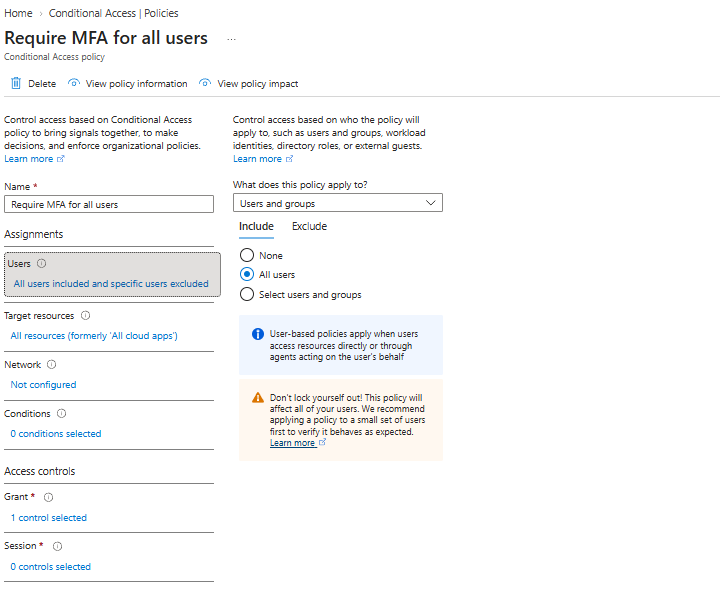 Home > Conditional Access | Policies
Require MFA for all users ...
Conditional Access policy
Delete View policy information View policy impact
Control access based on Conditional Access
policy to bring signals together, to make
decisions, and enforce organizational policies.
Learn more
Name *
Require MFA for all users
Assignments
Users
All users included and specific users excluded
Target resources
All resources (formerly 'All cloud apps')
Network
Not configured
Conditions
0 conditions selected
Access controls
Grant *
1 control selected
Session *
0 controls selected
Control access based on who the policy will
apply to, such as users and groups, workload
identities, directory roles, or external guests.
Learn more
What does this policy apply to?
Users and groups
Include Exclude
None
All users
Select users and groups
User-based policies apply when users
access resources directly or through
agents acting on the user's behalf
Don't lock yourself out! This policy will
affect all of your users. We recommend
applying a policy to a small set of users
first to verify it behaves as expected.
Learn more